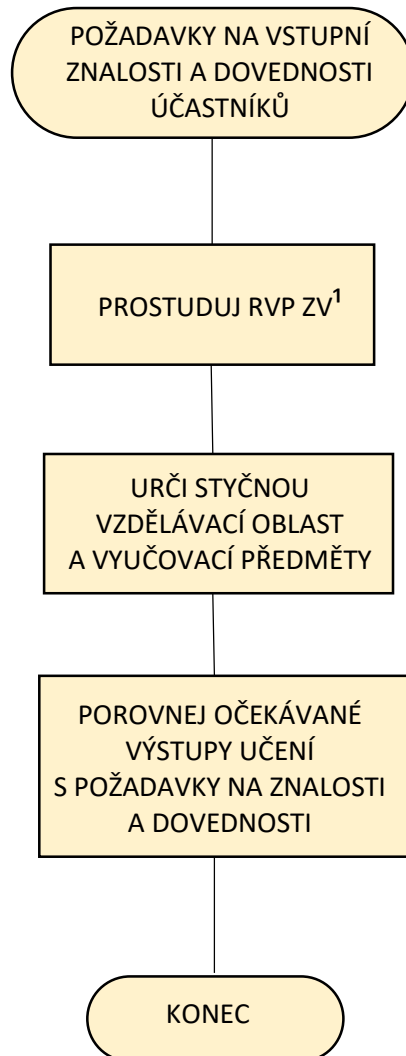 POŽADAVKY NA VSTUPNÍ
ZNALOSTI A DOVEDNOSTI
ÚČASTNÍKŮ
PROSTUDUJ RVP ZV¹
URČI STYČNOU
VZDĚLÁVACÍ OBLAST
A VYUČOVACÍ PŘEDMĚTY
POROVNEJ OČEKÁVANÉ
VÝSTUPY UČENÍ
S POŽADAVKY NA ZNALOSTI
A DOVEDNOSTI
KONEC